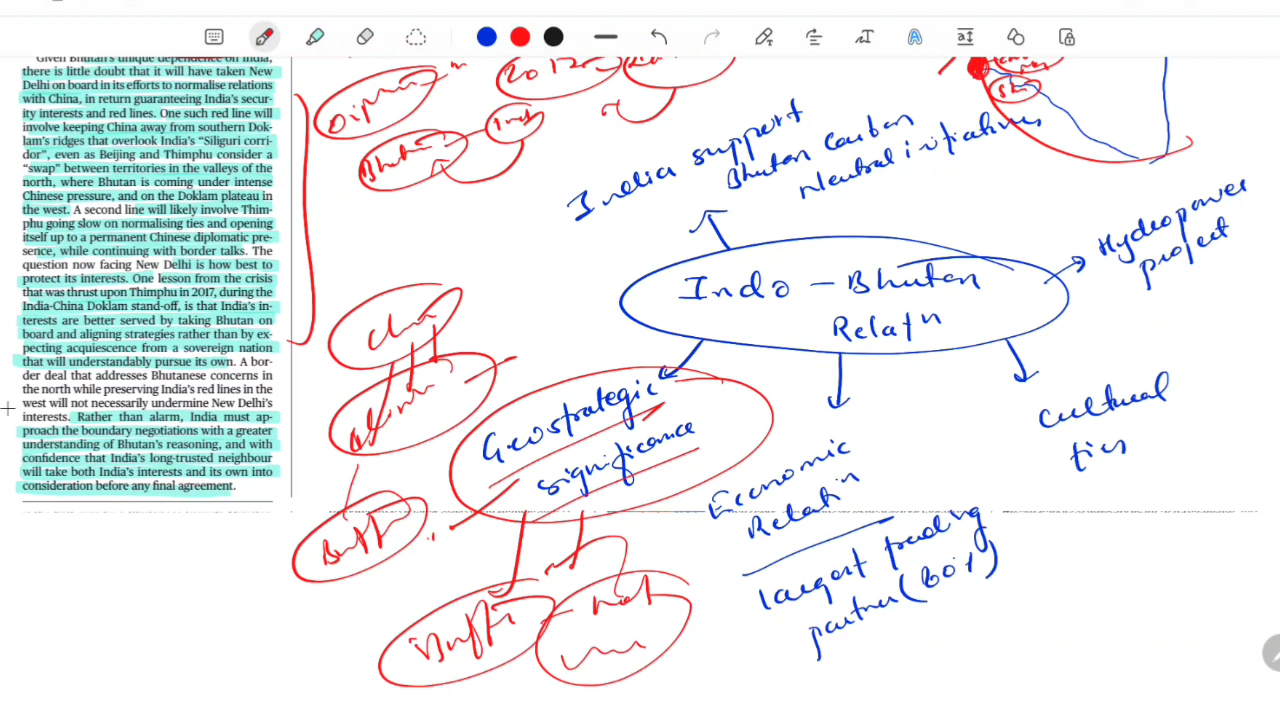 Given Bhutan's unique dependence on India,
there is little doubt that it will have taken New
Delhi on board in its efforts to normalise relations
with China, in return guaranteeing India's secur-
ity interests and red lines. One such red line will
involve keeping China away from southern Dok-
lam's ridges that overlook India's "Siliguri corri-
dor", even as Beijing and Thimphu consider a
"swap" between territories in the valleys of the
north, where Bhutan is coming under intense
Chinese pressure, and on the Doklam plateau in
the west. A second line will likely involve Thim-
phu going slow on normalising ties and opening
itself up to a permanent Chinese diplomatic pre-
sence, while continuing with border talks. The
question now facing New Delhi is how best to
protect its interests. One lesson from the crisis
that was thrust upon Thimphu in 2017, during the
India-China Doklam stand-off, is that India's in-
terests are better served by taking Bhutan on
board and aligning strategies rather than by ex-
pecting acquiescence from a sovereign nation
that will understandably pursue its own. A bor-
der deal that addresses Bhutanese concerns in
the north while preserving India's red lines in the
west will not necessarily undermine New Delhi's
interests. Rather than alarm, India must ap-
proach the boundary negotiations with a greater
understanding of Bhutan's reasoning, and with
confidence that India's long-trusted neighbour
will take both India's interests and its own into
consideration before any final agreement.
India support
Bhutan Carbon
Neutral initiatives
Indo - Bhutan
Relatn
Hydropower
project
Geostrategic
significance
Economic
Relatin
largest trading
partner (60%)
Cultural
ties